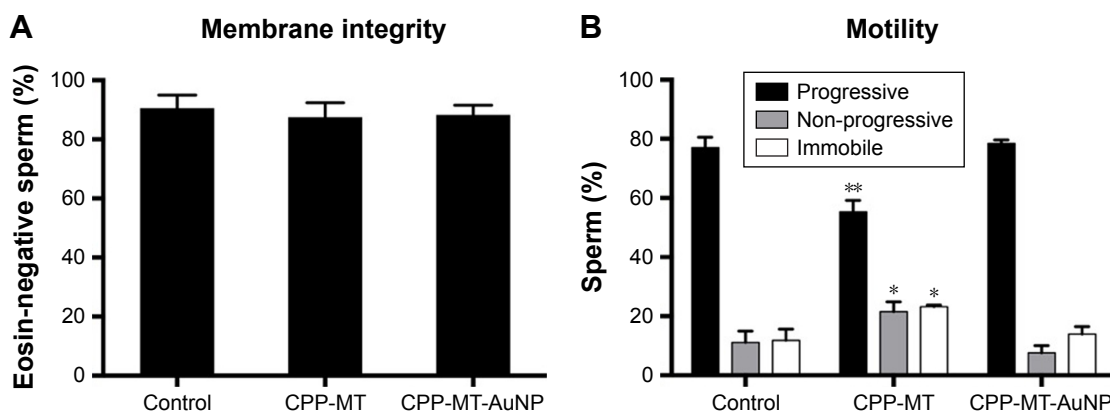 A
Membrane integrity
Eosin-negative sperm (%)
100
80
60
40
20
0
Control CPP-MT CPP-MT-AuNP
B
Motility
Sperm (%)
100
80
60
40
20
0
Progressive
Non-progressive
Immobile
**
*
*
Control CPP-MT CPP-MT-AuNP